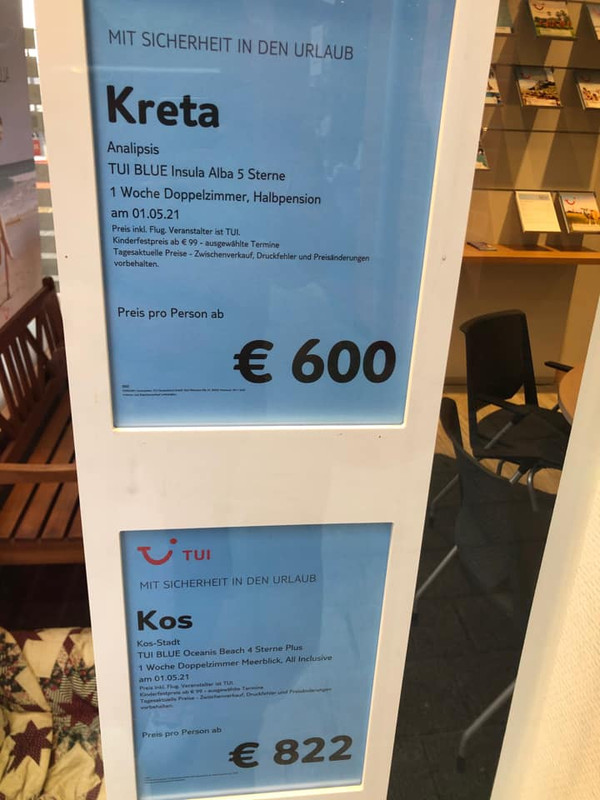 MIT SICHERHEIT IN DEN URLAUB
Kreta
Analipsis
TUI BLUE Insula Alba 5 Sterne
1 Woche Doppelzimmer, Halbpension
am 01.05.21
Preis inkl. Flug. Veranstalter ist TUI.
Kinderfestpreis ab € 99 - ausgewählte Termine
Tagesaktuelle Preise - Zwischenverkauf, Druckfehler und Preisänderungen
vorbehalten.
Preis pro Person ab
€ 600
TUI
MIT SICHERHEIT IN DEN URLAUB
Kos
Kos-Stadt
TUI BLUE Oceanis Beach 4 Sterne Plus
1 Woche Doppelzimmer Meerblick, All Inclusive
am 01.05.21
Preis inkl. Flug. Veranstalter ist TUI.
Kinderfestpreis ab € 99 - ausgewählte Termine
Tagesaktuelle Preise - Zwischenverkauf, Druckfehler und Preisänderungen
vorbehalten.
Preis pro Person ab
€ 822